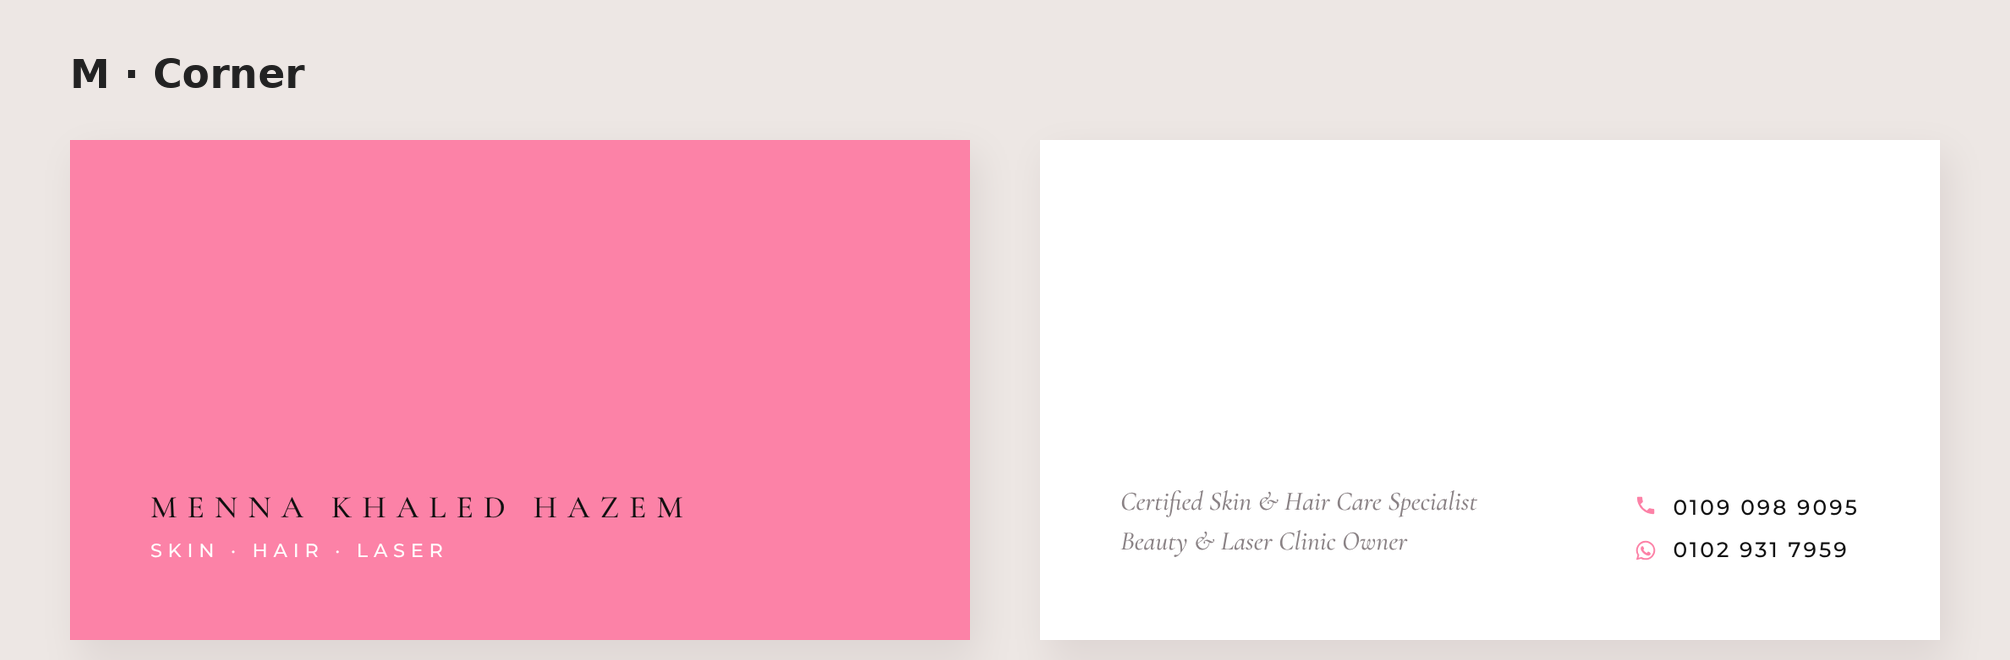 M · Corner
MENNA KHALED HAZEM
SKIN · HAIR · LASER
Certified Skin & Hair Care Specialist
Beauty & Laser Clinic Owner
0109 098 9095
0102 931 7959